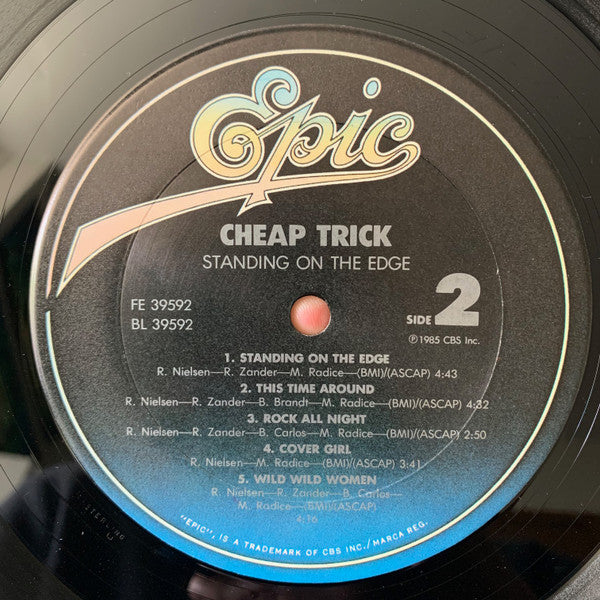 Epic
CHEAP TRICK
STANDING ON THE EDGE
FE 39592
BL 39592
SIDE 2
℗ 1985 CBS Inc.
1. STANDING ON THE EDGE
R. Nielsen—R. Zander—M. Radice—(BMI)/(ASCAP) 4:43
2. THIS TIME AROUND
R. Nielsen—R. Zander—B. Brandt—M. Radice—(BMI)/(ASCAP) 4:32
3. ROCK ALL NIGHT
R. Nielsen—R. Zander—B. Carlos—M. Radice—(BMI)/(ASCAP) 2:50
4. COVER GIRL
R. Nielsen—M. Radice—(BMI)/(ASCAP) 3:41
5. WILD WILD WOMEN
R. Nielsen—R. Zander—B. Carlos—
M. Radice—(BMI)/(ASCAP)
4:16
"EPIC", IS A TRADEMARK OF CBS INC./MARCA REG.
STERLING